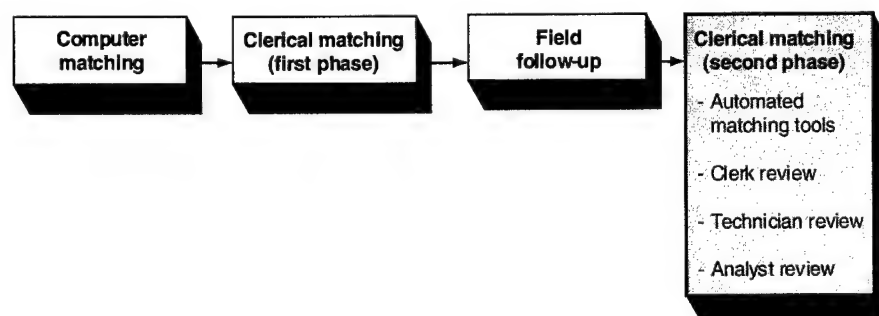 Computer
matching
Clerical matching
(first phase)
Field
follow-up
Clerical matching
(second phase)
- Automated
matching tools
- Clerk review
- Technician review
- Analyst review